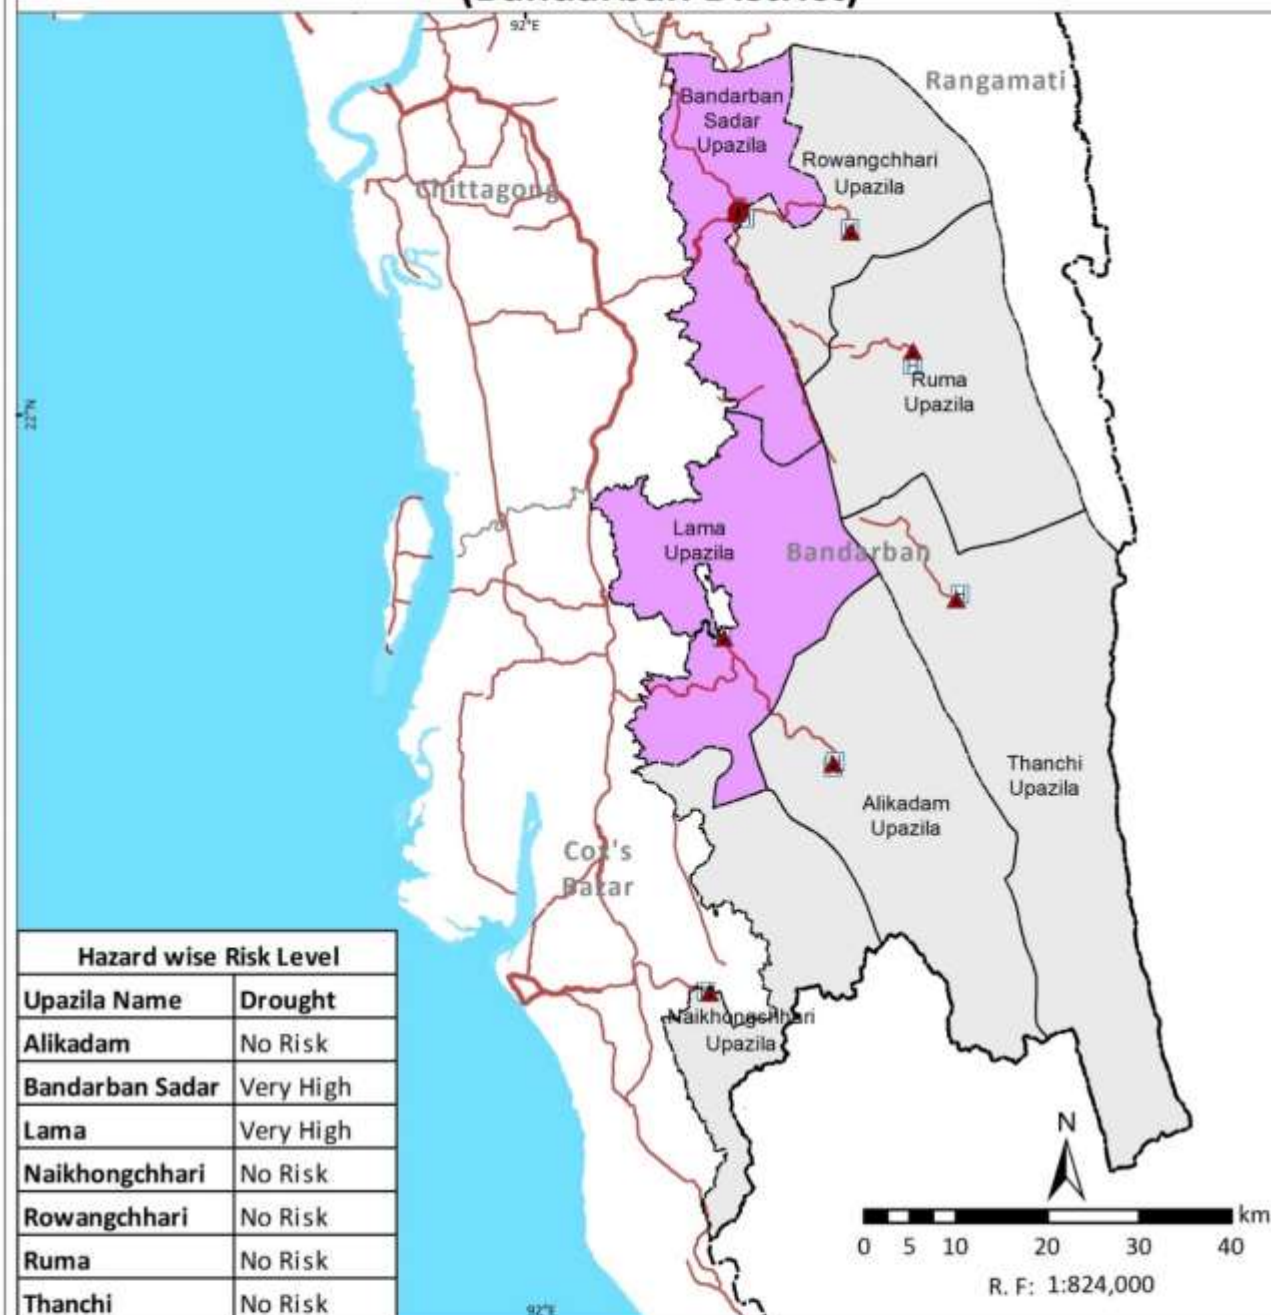 (Bandarban District)
92°E
Rangamati
Bandarban
Sadar
Upazila
Rowangchhari
Upazila
Chittagong
22°N
Ruma
Upazila
Lama
Upazila
Bandarban
Thanchi
Upazila
Alikadam
Upazila
Cox's
Bazar
Naikhongshhari
Upazila
Hazard wise Risk Level
Upazila Name Drought
Alikadam No Risk
Bandarban Sadar Very High
Lama Very High
Naikhongchhari No Risk
Rowangchhari No Risk
Ruma No Risk
Thanchi No Risk
N
km
0 5 10 20 30 40
R. F: 1:824,000
92°E
H
H
H
H
H
H